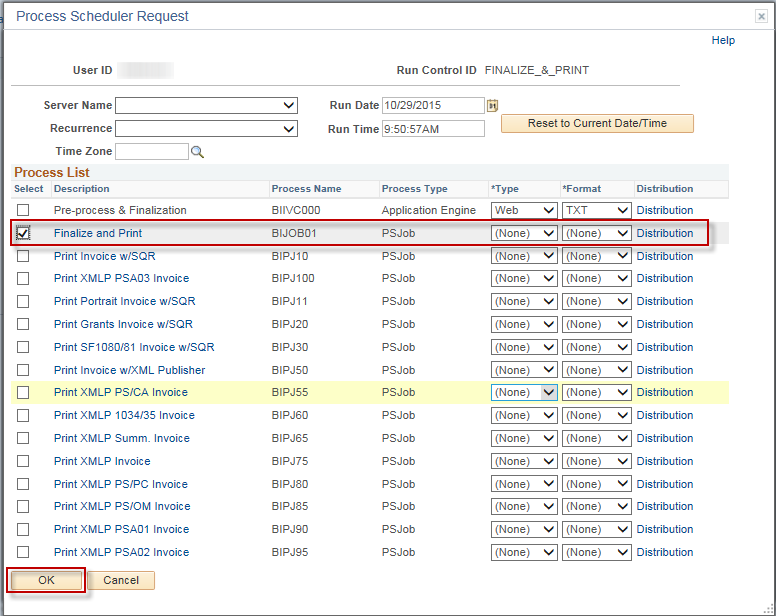 Process Scheduler Request
Help
User ID Run Control ID FINALIZE_&_PRINT
Server Name Run Date 10/29/2015
Recurrence Run Time 9:50:57AM Reset to Current Date/Time
Time Zone
Process List
Select Description Process Name Process Type *Type *Format Distribution
Pre-process & Finalization BIIVC000 Application Engine Web TXT Distribution
Finalize and Print BIJOB01 PSJob (None) (None) Distribution
Print Invoice w/SQR BIPJ10 PSJob (None) (None) Distribution
Print XMLP PSA03 Invoice BIPJ100 PSJob (None) (None) Distribution
Print Portrait Invoice w/SQR BIPJ11 PSJob (None) (None) Distribution
Print Grants Invoice w/SQR BIPJ20 PSJob (None) (None) Distribution
Print SF1080/81 Invoice w/SQR BIPJ30 PSJob (None) (None) Distribution
Print Invoice w/XML Publisher BIPJ50 PSJob (None) (None) Distribution
Print XMLP PS/CA Invoice BIPJ55 PSJob (None) (None) Distribution
Print XMLP 1034/35 Invoice BIPJ60 PSJob (None) (None) Distribution
Print XMLP Summ. Invoice BIPJ65 PSJob (None) (None) Distribution
Print XMLP Invoice BIPJ75 PSJob (None) (None) Distribution
Print XMLP PS/PC Invoice BIPJ80 PSJob (None) (None) Distribution
Print XMLP PS/OM Invoice BIPJ85 PSJob (None) (None) Distribution
Print XMLP PSA01 Invoice BIPJ90 PSJob (None) (None) Distribution
Print XMLP PSA02 Invoice BIPJ95 PSJob (None) (None) Distribution
OK Cancel